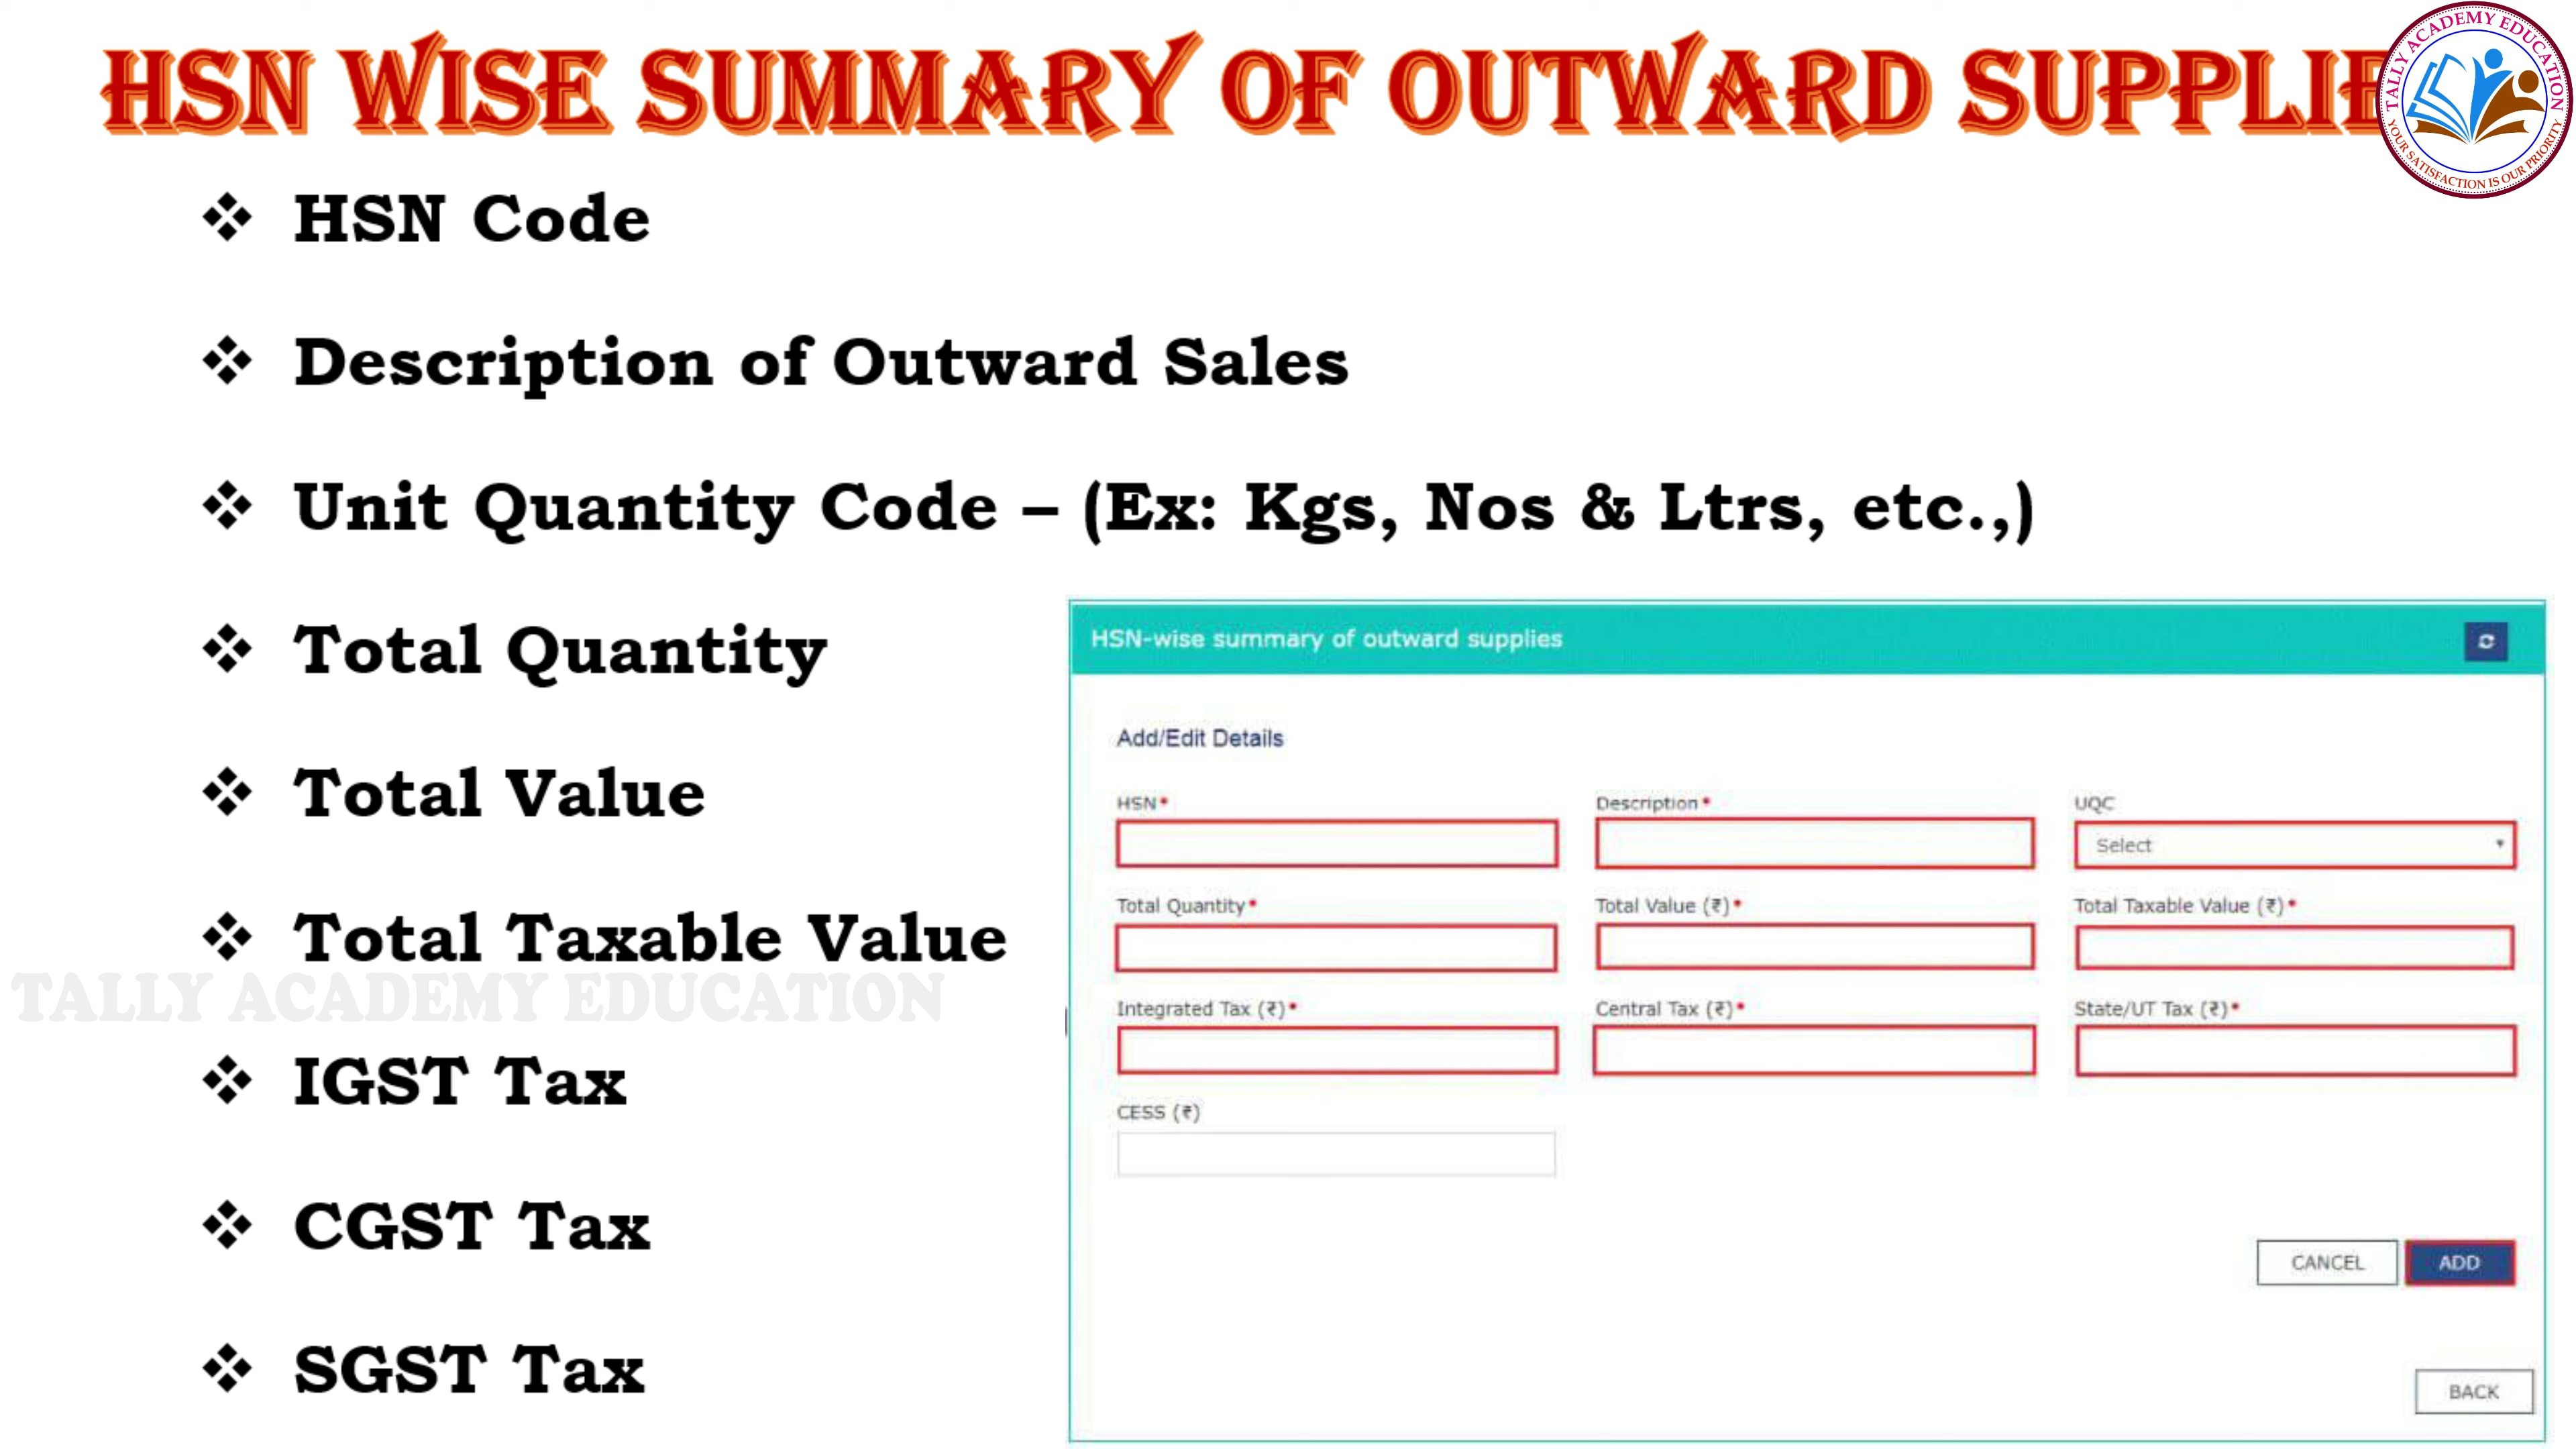 HSN WISE SUMMARY OF OUTWARD
TALLY ACADEMY EDUCATION
YOUR SATISFACTION IS OUR PRIORITY
HSN Code
Description of Outward Sales
Unit Quantity Code – (Ex: Kgs, Nos & Ltrs, etc.,)
Total Quantity
Total Value
Total Taxable Value
TALLY ACADEMY EDUCATION
IGST Tax
CGST Tax
SGST Tax
HSN-wise summary of outward supplies
Add/Edit Details
HSN• Description• UQC
Select
Total Quantity• Total Value (₹)• Total Taxable Value (₹)•
Integrated Tax (₹)• Central Tax (₹)• State/UT Tax (₹)•
CESS (₹)
CANCEL ADD
BACK